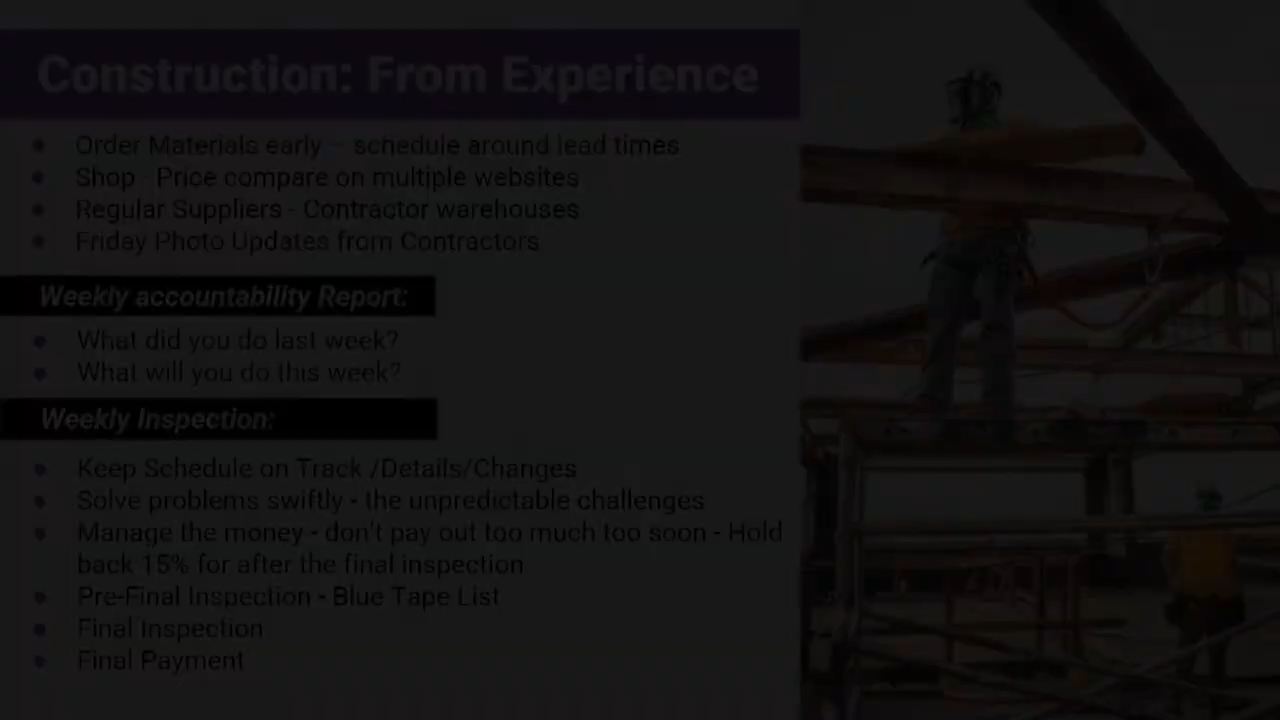 Construction: From Experience
Order Materials early – schedule around lead times
Shop - Price compare on multiple websites
Regular Suppliers - Contractor warehouses
Friday Photo Updates from Contractors
Weekly accountability Report:
What did you do last week?
What will you do this week?
Weekly Inspection:
Keep Schedule on Track /Details/Changes
Solve problems swiftly - the unpredictable challenges
Manage the money - don't pay out too much too soon - Hold
back 15% for after the final inspection
Pre-Final Inspection - Blue Tape List
Final Inspection
Final Payment